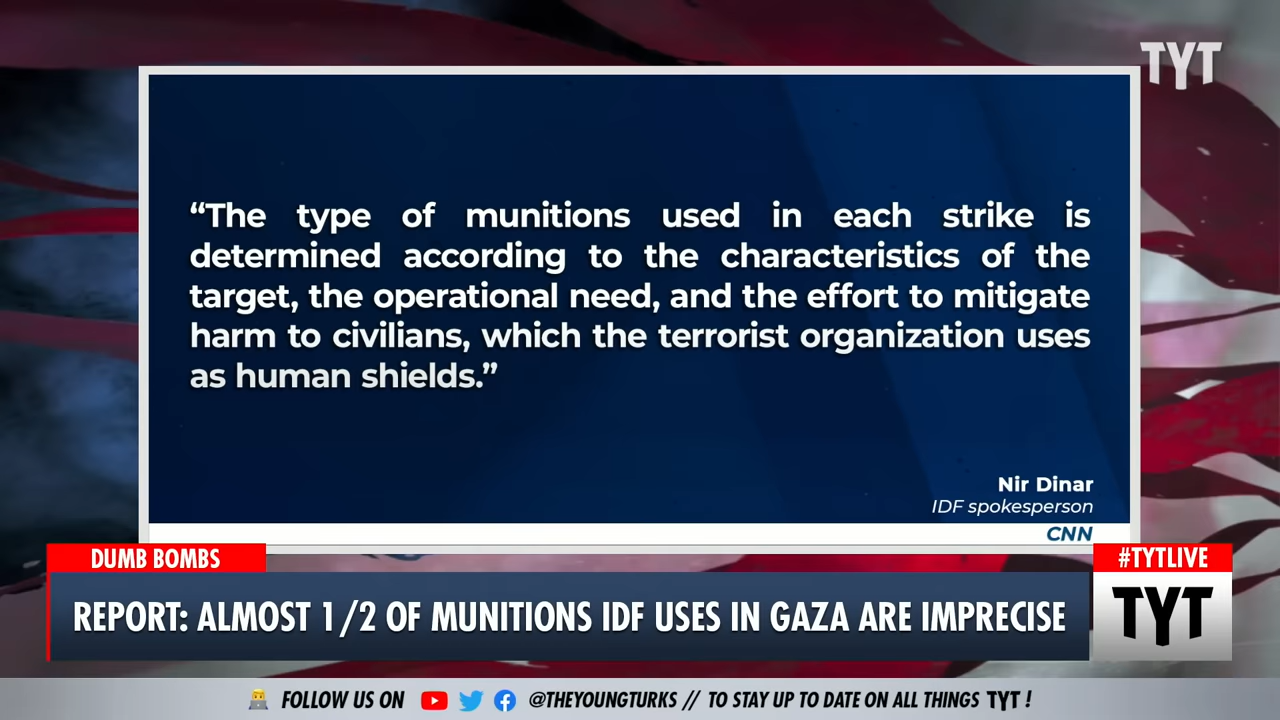 TYT
“The type of munitions used in each strike is
determined according to the characteristics of the
target, the operational need, and the effort to mitigate
harm to civilians, which the terrorist organization uses
as human shields.”
Nir Dinar
IDF spokesperson
CNN
DUMB BOMBS
#TYTLIVE
REPORT: ALMOST 1/2 OF MUNITIONS IDF USES IN GAZA ARE IMPRECISE
TYT
FOLLOW US ON @THEYOUNGTURKS // TO STAY UP TO DATE ON ALL THINGS TYT !